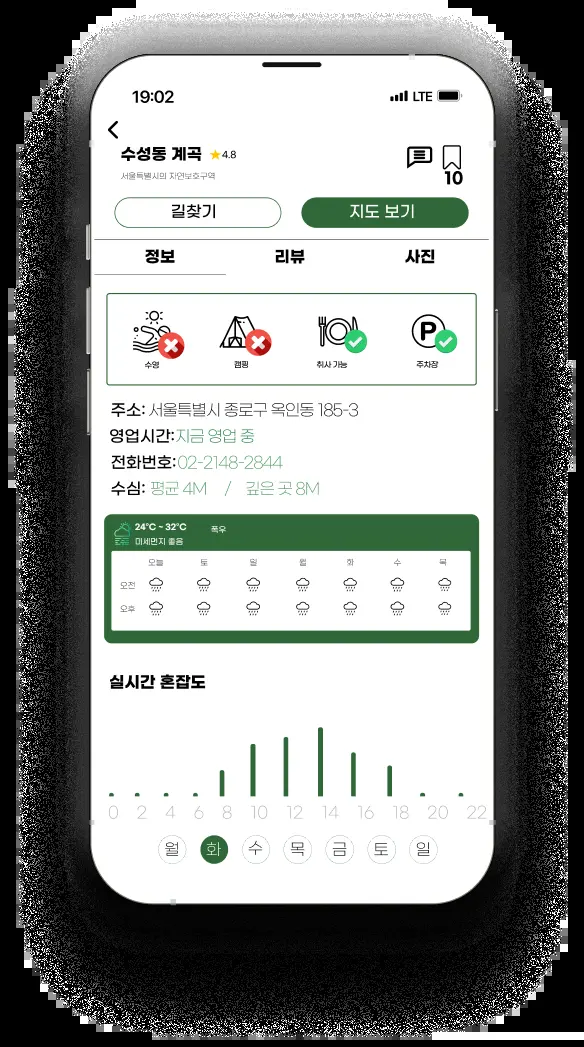 19:02 LTE
수성동 계곡 4.8
서울특별시의 자연보호구역
10
길찾기 지도 보기
정보 리뷰 사진
수영 캠핑 취사 가능 주차장
주소: 서울특별시 종로구 옥인동 185-3
영업시간:지금 영업 중
전화번호:02-2148-2844
수심: 평균 4M / 깊은 곳 8M
24°C ~ 32°C 폭우
미세먼지 좋음
오늘 토 일 월 화 수 목
오전
오후
실시간 혼잡도
0 2 4 6 8 10 12 14 16 18 20 22
월 화 수 목 금 토 일